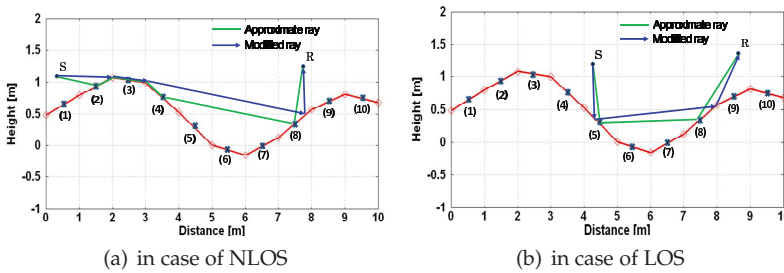 2
1.5
1
0.5
0
-0.5
-1
Height [m]
Approximate ray
Modified ray
S
R
(1)
(2)
(3)
(4)
(5)
(6)
(7)
(8)
(9)
(10)
0 1 2 3 4 5 6 7 8 9 10
Distance [m]
(a) in case of NLOS
2
1.5
1
0.5
0
-0.5
-1
Height [m]
Approximate ray
Modified ray
S
R
(1)
(2)
(3)
(4)
(5)
(6)
(7)
(8)
(9)
(10)
0 1 2 3 4 5 6 7 8 9 1
Distance [m]
(b) in case of LOS